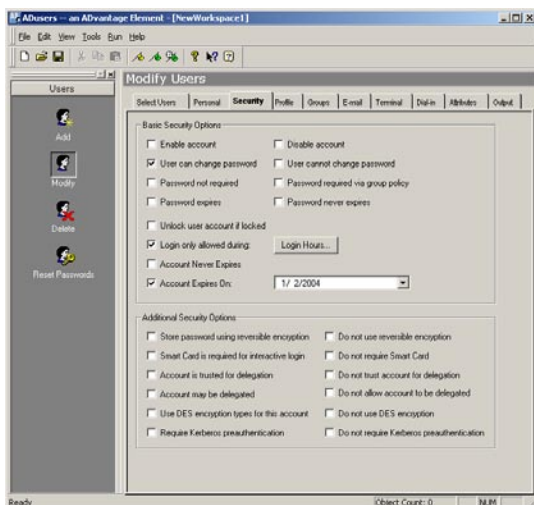 ADusers -- an ADvantage Element - [NewWorkspace1]
File Edit View Tools Run Help
Users
Add
Modify
Delete
Reset Passwords
Modify Users
Select Users Personal Security Profile Groups E-mail Terminal Dial-in Attributes Output
Basic Security Options
Enable account Disable account
User can change password User cannot change password
Password not required Password required via group policy
Password expires Password never expires
Unlock user account if locked
Login only allowed during: Login Hours...
Account Never Expires
Account Expires On: 1/ 2/2004
Additional Security Options
Store password using reversible encryption Do not use reversible encryption
Smart Card is required for interactive login Do not require Smart Card
Account is trusted for delegation Do not trust account for delegation
Account may be delegated Do not allow account to be delegated
Use DES encryption types for this account Do not use DES encryption
Require Kerberos preauthentication Do not require Kerberos preauthentication
Ready Object Count: 0 NUM